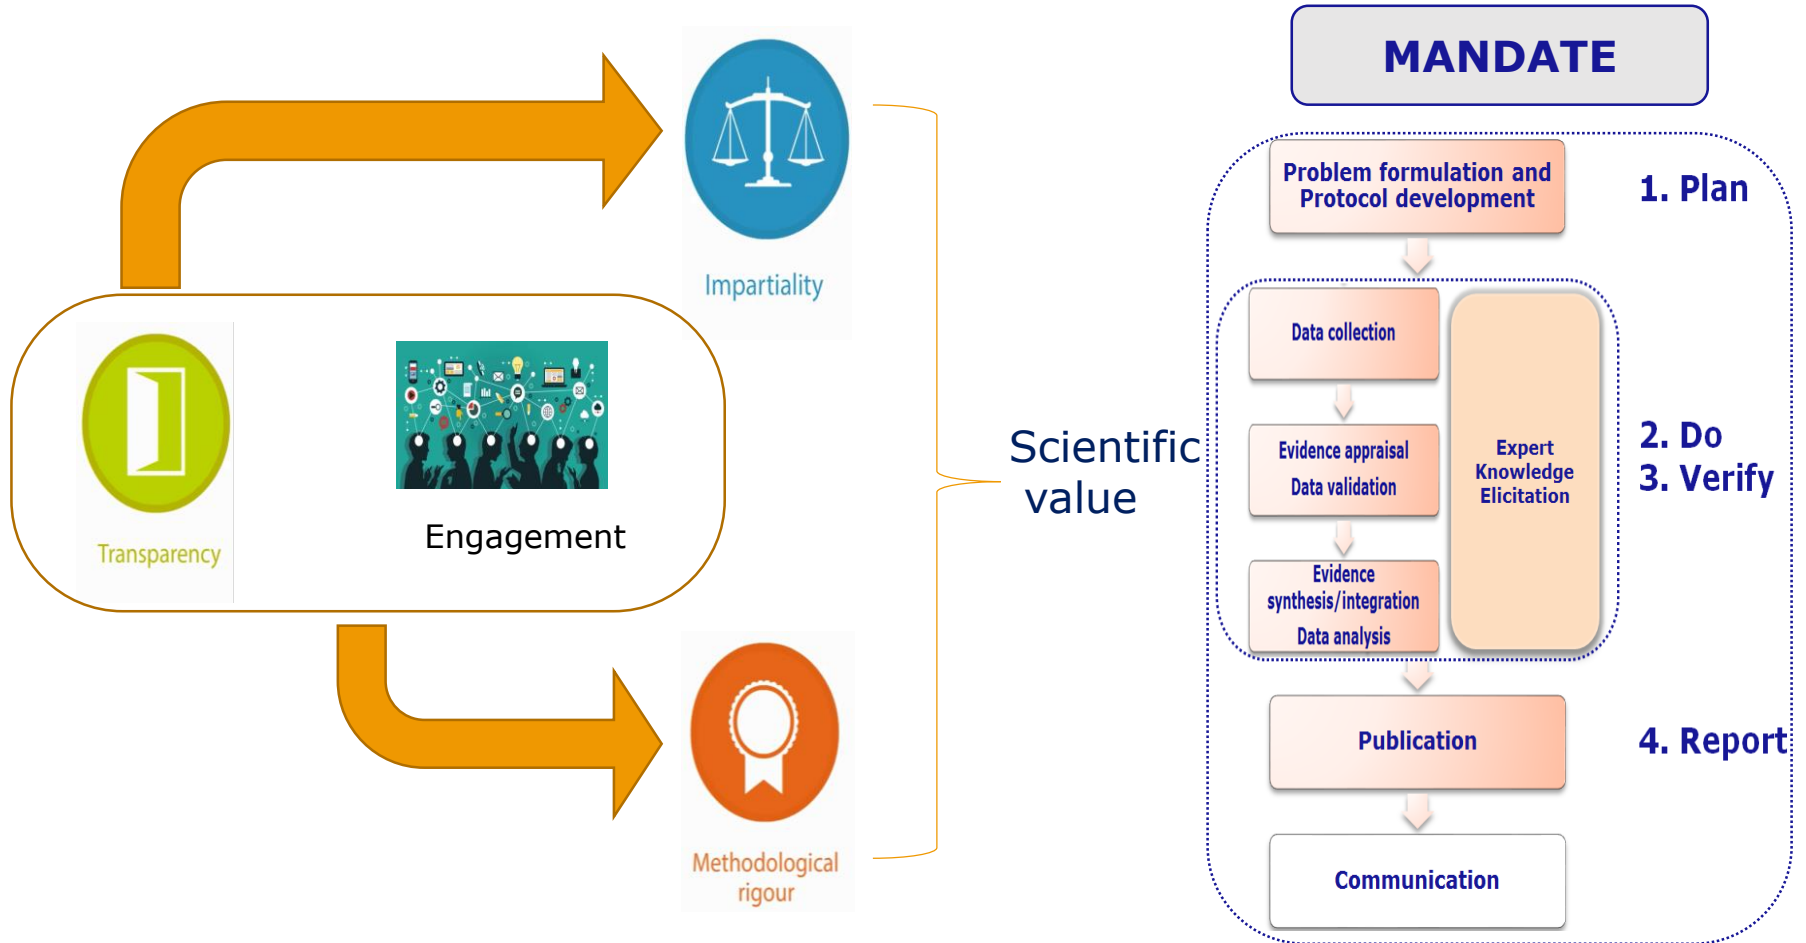 Impartiality
Transparency
Engagement
Methodological
rigour
Scientific
value
MANDATE
Problem formulation and
Protocol development
1. Plan
Data collection
Evidence appraisal
Data validation
Evidence
synthesis/integration
Data analysis
Expert
Knowledge
Elicitation
2. Do
3. Verify
Publication
4. Report
Communication